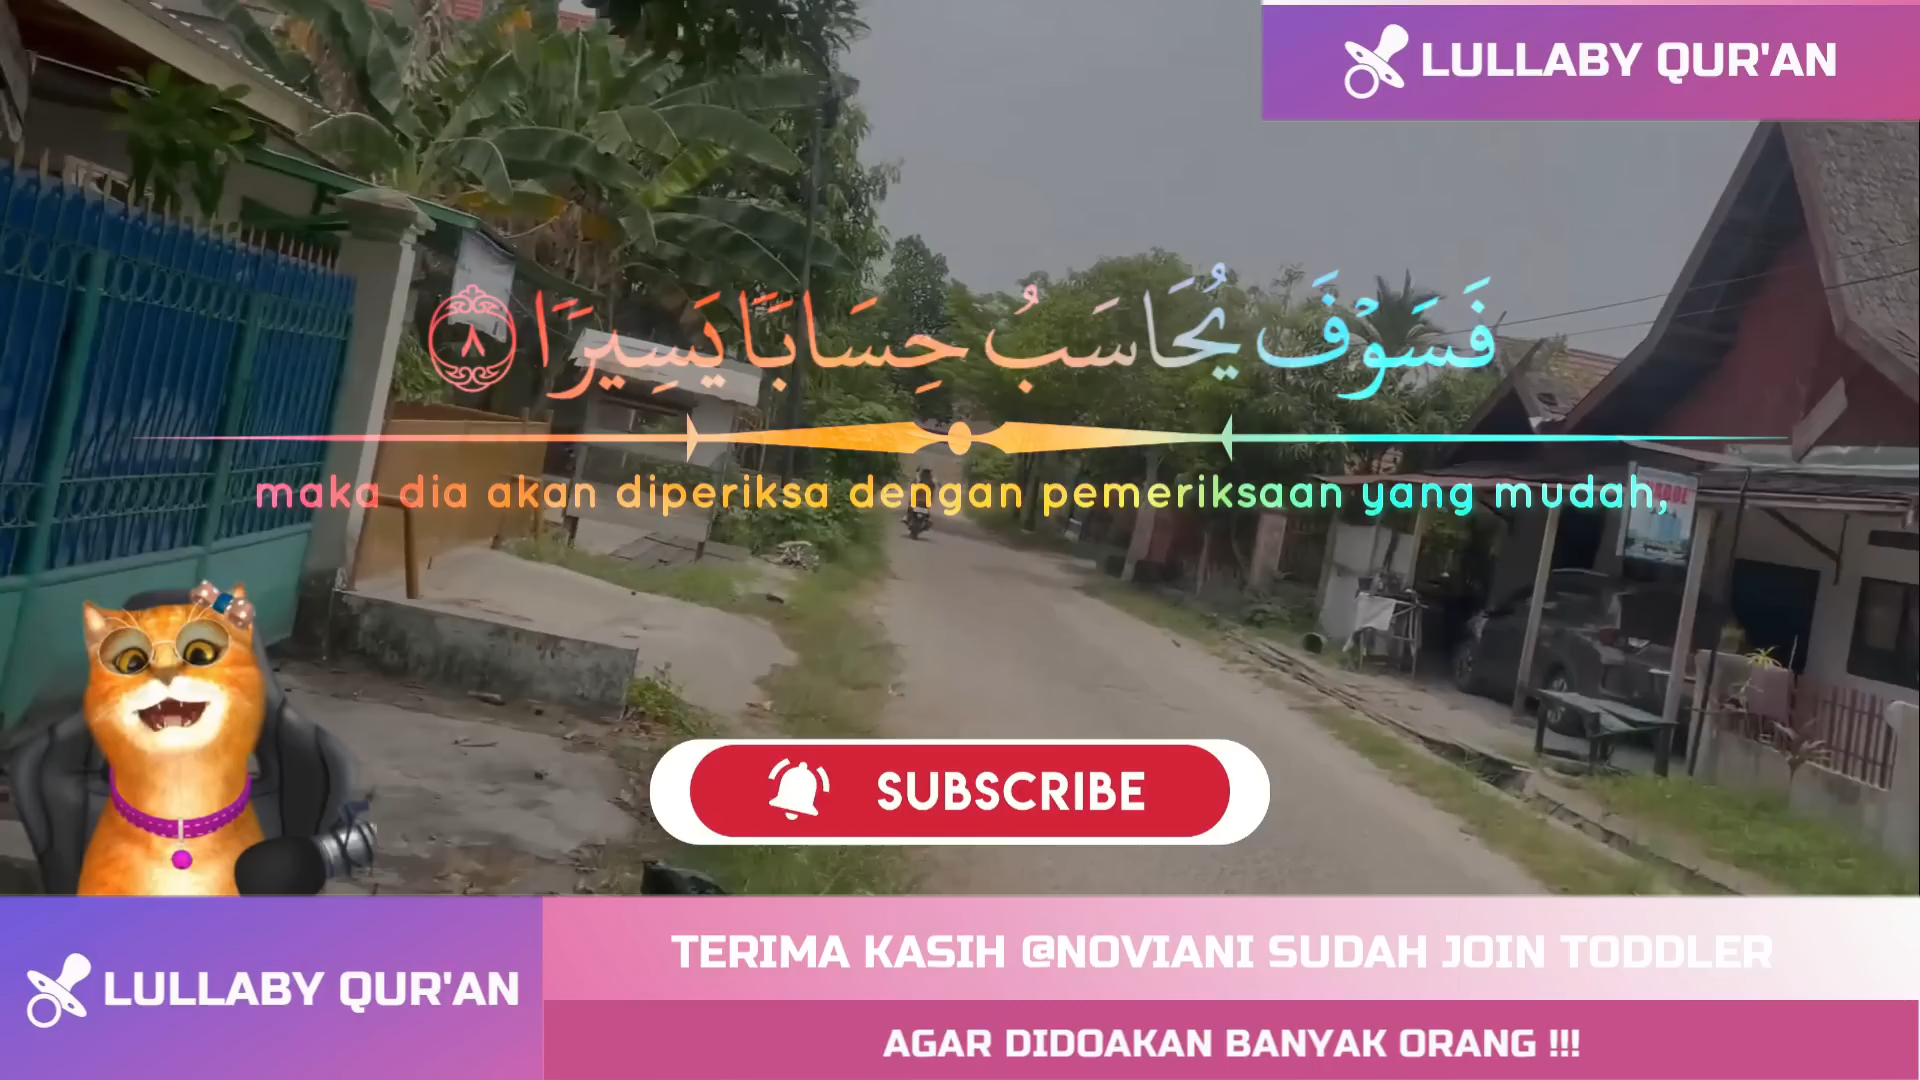 LULLABY QUR'AN
فَسَوْفَ يُحَاسَبُ حِسَابًا يَسِيرًا ٨
maka dia akan diperiksa dengan pemeriksaan yang mudah,
SUBSCRIBE
LULLABY QUR'AN
TERIMA KASIH @NOVIANI SUDAH JOIN TODDLER
AGAR DIDOAKAN BANYAK ORANG !!!